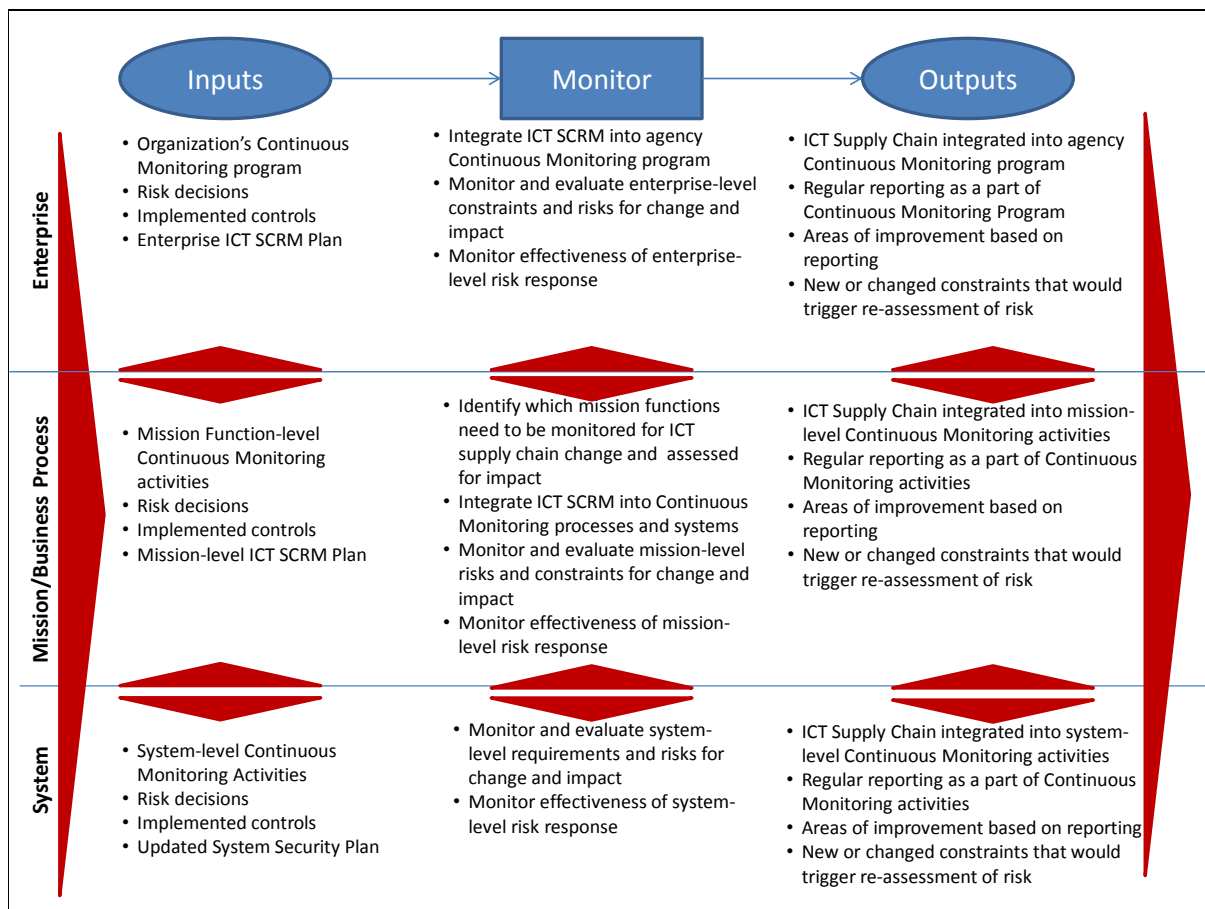 Inputs
Monitor
Outputs
Enterprise
• Organization's Continuous
Monitoring program
• Risk decisions
• Implemented controls
• Enterprise ICT SCRM Plan
• Integrate ICT SCRM into agency
Continuous Monitoring program
• Monitor and evaluate enterprise-level
constraints and risks for change and
impact
• Monitor effectiveness of enterprise-
level risk response
• ICT Supply Chain integrated into agency
Continuous Monitoring program
• Regular reporting as a part of
Continuous Monitoring Program
• Areas of improvement based on
reporting
• New or changed constraints that would
trigger re-assessment of risk
Mission/Business Process
• Mission Function-level
Continuous Monitoring
activities
• Risk decisions
• Implemented controls
• Mission-level ICT SCRM Plan
• Identify which mission functions
need to be monitored for ICT
supply chain change and assessed
for impact
• Integrate ICT SCRM into Continuous
Monitoring processes and systems
• Monitor and evaluate mission-level
risks and constraints for change and
impact
• Monitor effectiveness of mission-
level risk response
• ICT Supply Chain integrated into mission-
level Continuous Monitoring activities
• Regular reporting as a part of Continuous
Monitoring activities
• Areas of improvement based on
reporting
• New or changed constraints that would
trigger re-assessment of risk
System
• System-level Continuous
Monitoring Activities
• Risk decisions
• Implemented controls
• Updated System Security Plan
• Monitor and evaluate system-
level requirements and risks for
change and impact
• Monitor effectiveness of system-
level risk response
• ICT Supply Chain integrated into system-
level Continuous Monitoring activities
• Regular reporting as a part of Continuous
Monitoring activities
• Areas of improvement based on reporting
• New or changed constraints that would
trigger re-assessment of risk